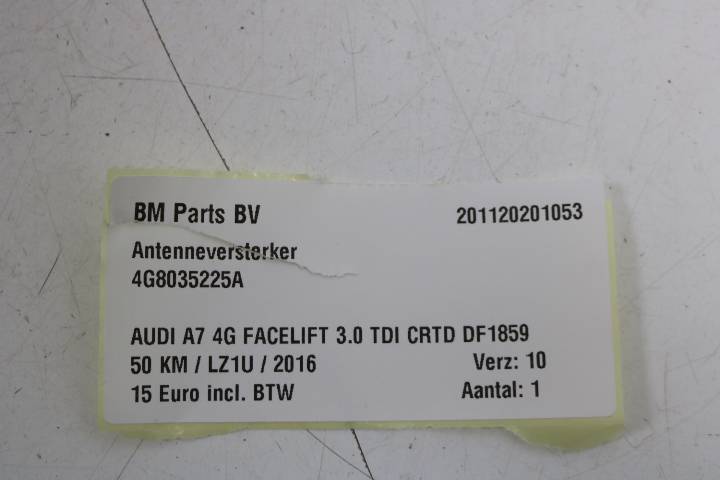 BM Parts BV 201120201053
Antenneversterker
4G8035225A
AUDI A7 4G FACELIFT 3.0 TDI CRTD DF1859
50 KM / LZ1U / 2016 Verz: 10
15 Euro incl. BTW Aantal: 1